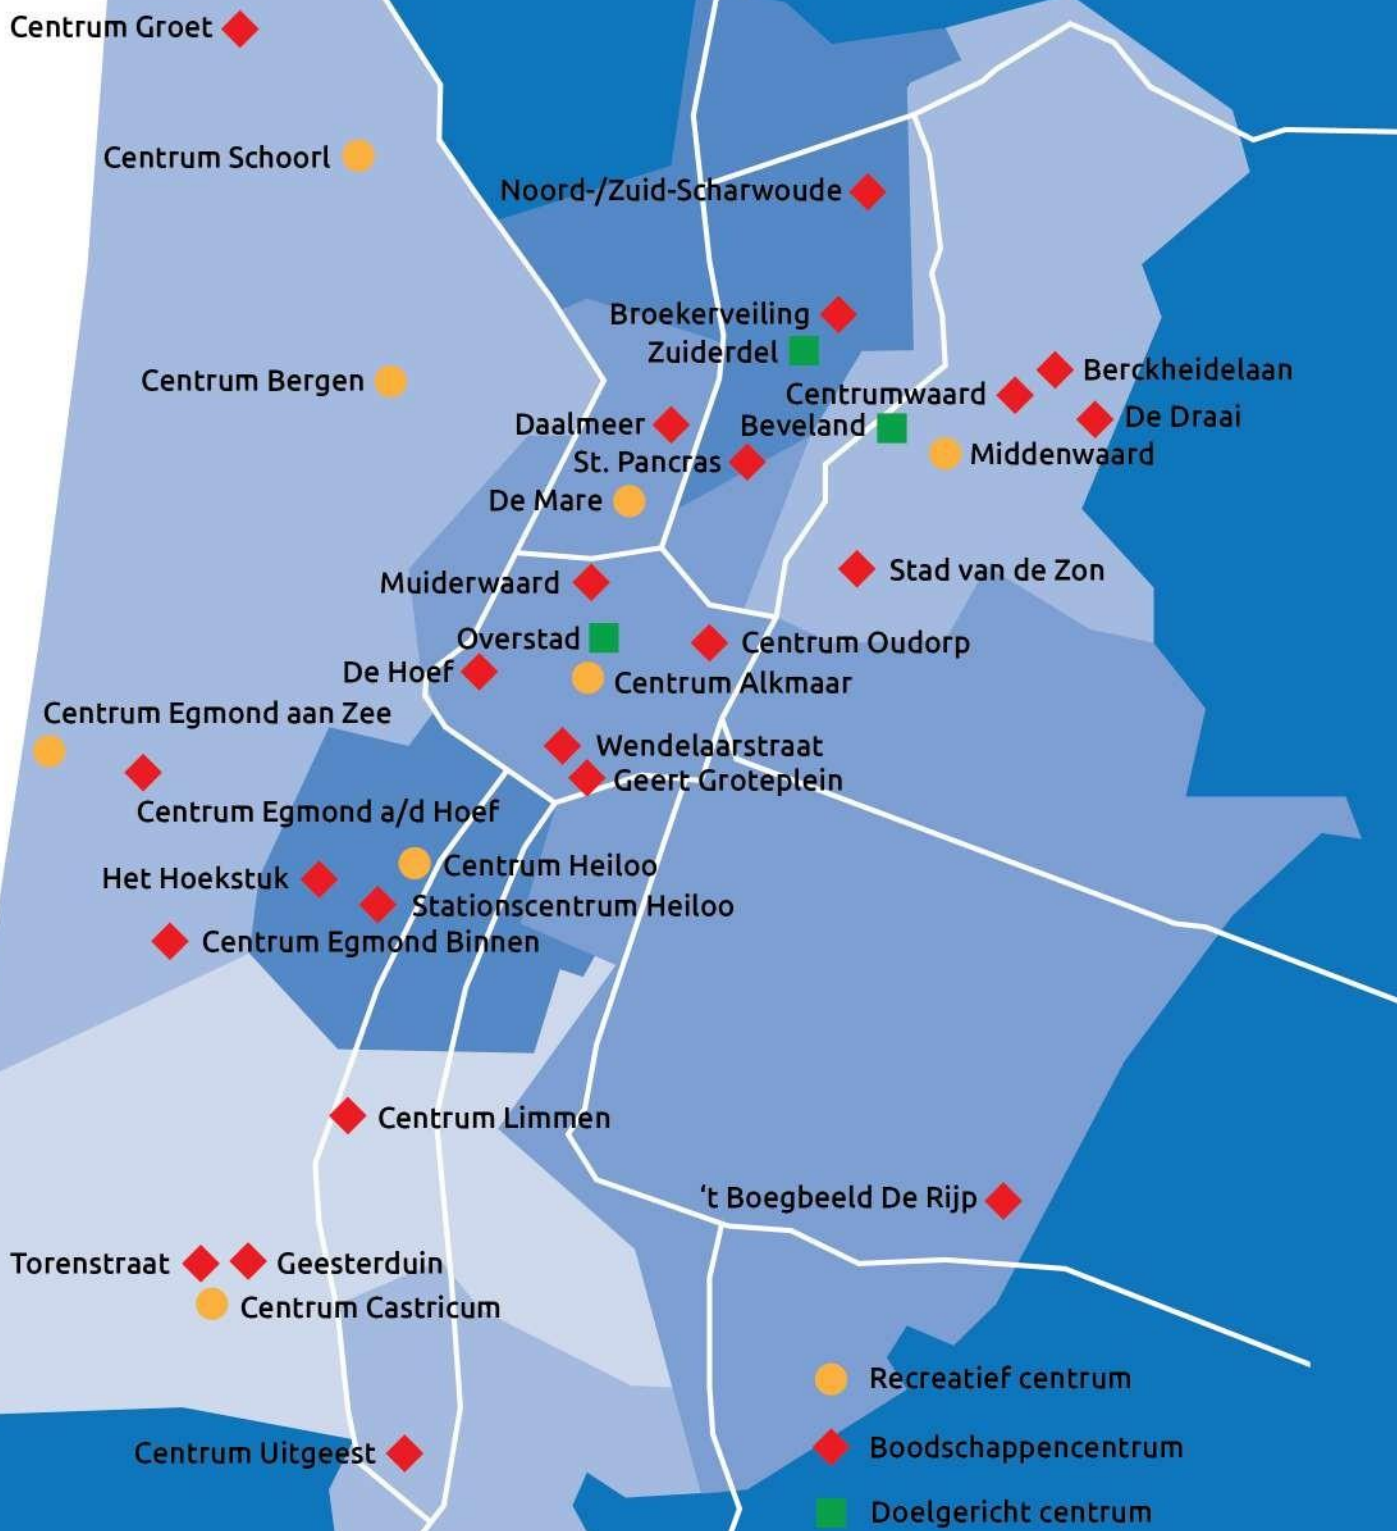 Centrum Groet
Centrum Schoorl
Noord-/Zuid-Scharwoude
Broekerveiling
Zuiderdel
Berckheidelaan
Centrum Bergen
Centrumwaard
De Draai
Daalmeer
Beveland
Middenwaard
St. Pancras
De Mare
Stad van de Zon
Muiderwaard
Overstad
Centrum Oudorp
De Hoef
Centrum Alkmaar
Centrum Egmond aan Zee
Wendelaarstraat
Geert Groteplein
Centrum Egmond a/d Hoef
Centrum Heiloo
Het Hoekstuk
Stationscentrum Heiloo
Centrum Egmond Binnen
Centrum Limmen
‘t Boegbeeld De Rijp
Torenstraat
Geesterduin
Centrum Castricum
Recreatief centrum
Boodschappencentrum
Centrum Uitgeest
Doelgericht centrum